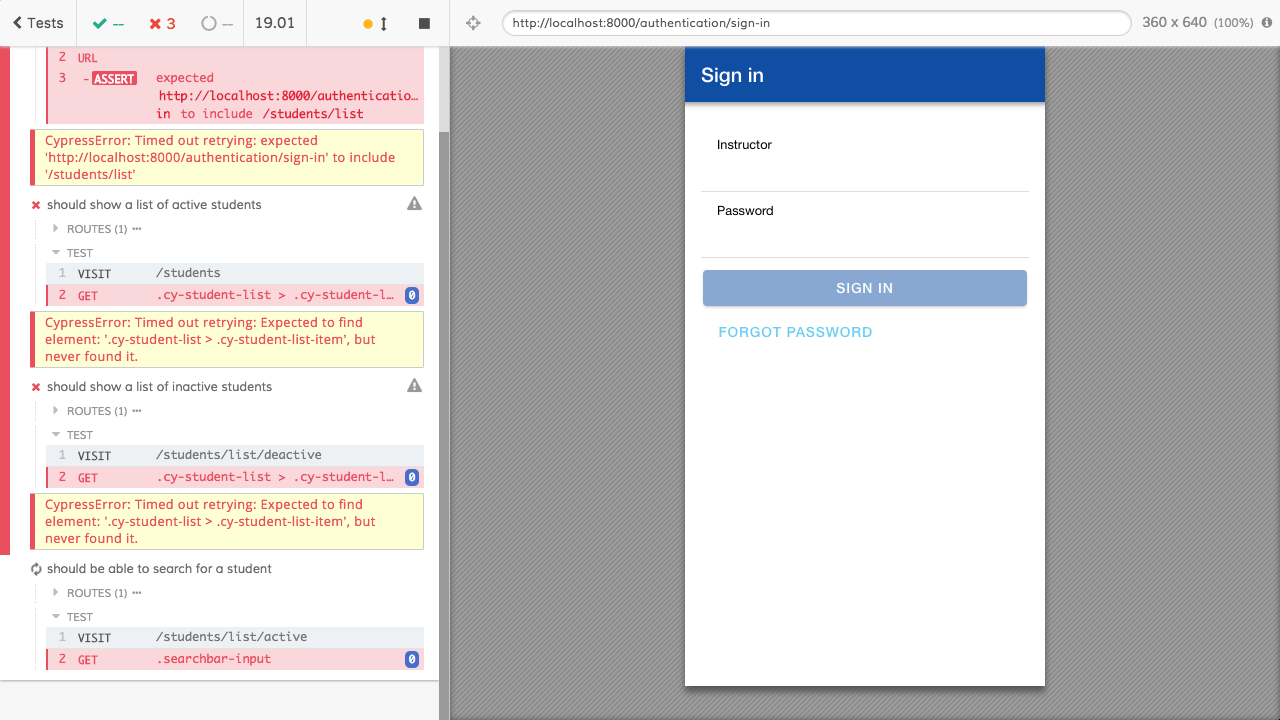 Tests
--
3
--
19.01
http://localhost:8000/authentication/sign-in
360 x 640 (100%)
2 URL
3 - ASSERT expected
http://localhost:8000/authenticatio…
in to include /students/list
CypressError: Timed out retrying: expected
'http://localhost:8000/authentication/sign-in' to include
'/students/list'
should show a list of active students
ROUTES (1) •••
TEST
1 VISIT /students
2 GET .cy-student-list > .cy-student-l… 0
CypressError: Timed out retrying: Expected to find
element: '.cy-student-list > .cy-student-list-item', but
never found it.
should show a list of inactive students
ROUTES (1) •••
TEST
1 VISIT /students/list/deactive
2 GET .cy-student-list > .cy-student-l… 0
CypressError: Timed out retrying: Expected to find
element: '.cy-student-list > .cy-student-list-item', but
never found it.
should be able to search for a student
ROUTES (1) •••
TEST
1 VISIT /students/list/active
2 GET .searchbar-input 0
Sign in
Instructor
Password
SIGN IN
FORGOT PASSWORD